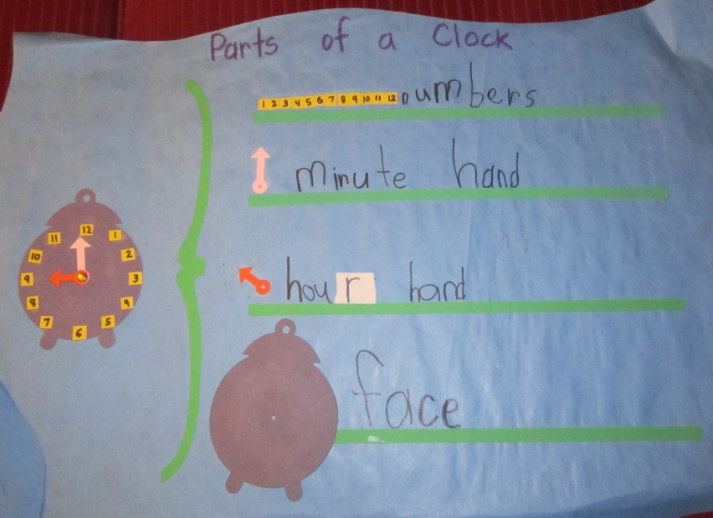 Parts of a Clock
1 2 3 4 5 6 7 8 9 10 11 12 numbers
minute hand
hour hand
face
12
11 1
10 2
9 3
8 4
7 5
6